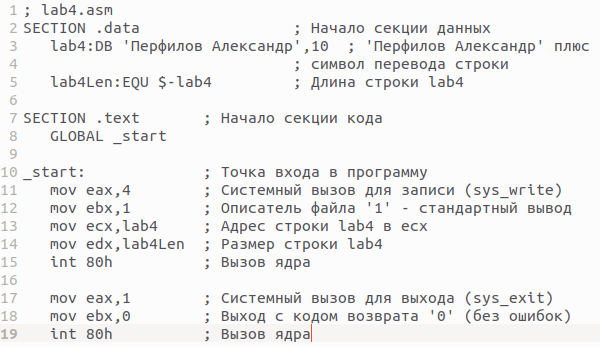 1 ; lab4.asm
2 SECTION .data ; Начало секции данных
3 lab4:DB 'Перфилов Александр',10 ; 'Перфилов Александр' плюс
4 ; символ перевода строки
5 lab4Len:EQU $-lab4 ; Длина строки lab4
6
7 SECTION .text ; Начало секции кода
8 GLOBAL _start
9
10 _start: ; Точка входа в программу
11 mov eax,4 ; Системный вызов для записи (sys_write)
12 mov ebx,1 ; Описатель файла '1' - стандартный вывод
13 mov ecx,lab4 ; Адрес строки lab4 в ecx
14 mov edx,lab4Len ; Размер строки lab4
15 int 80h ; Вызов ядра
16
17 mov eax,1 ; Системный вызов для выхода (sys_exit)
18 mov ebx,0 ; Выход с кодом возврата '0' (без ошибок)
19 int 80h ; Вызов ядра